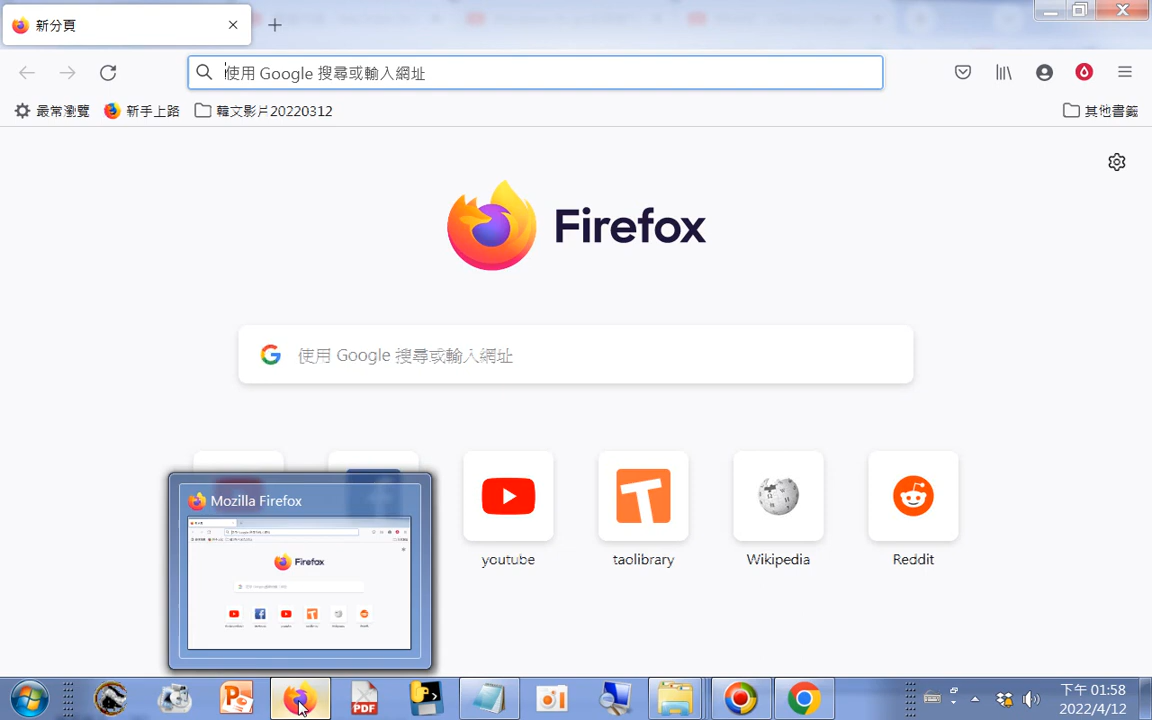 新分頁
使用 Google 搜尋或輸入網址
最常瀏覽
新手上路
韓文影片20220312
其他書籤
Firefox
使用 Google 搜尋或輸入網址
Mozilla Firefox
youtube
taolibrary
Wikipedia
Reddit
PDF
下午 01:58
2022/4/12